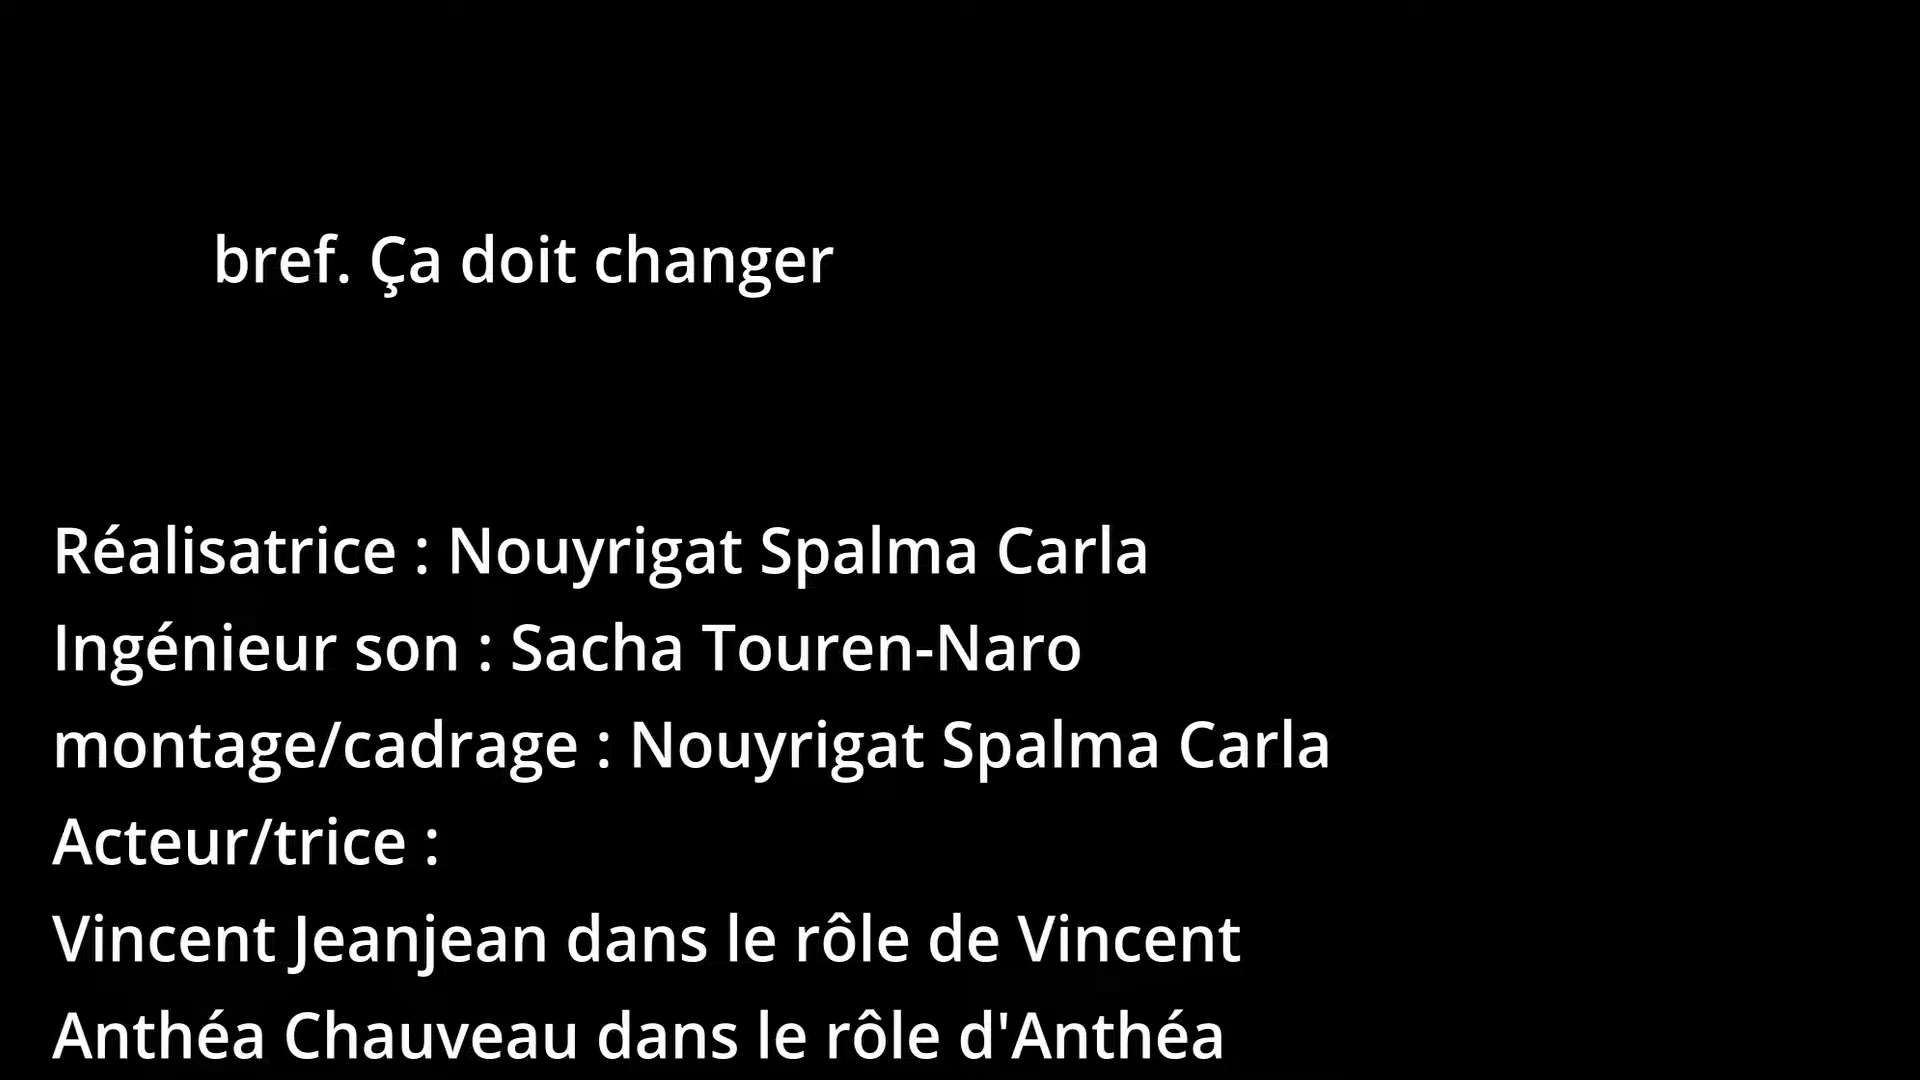 bref. Ça doit changer
Réalisatrice : Nouyrigat Spalma Carla
Ingénieur son : Sacha Touren-Naro
montage/cadrage : Nouyrigat Spalma Carla
Acteur/trice :
Vincent Jeanjean dans le rôle de Vincent
Anthéa Chauveau dans le rôle d'Anthéa